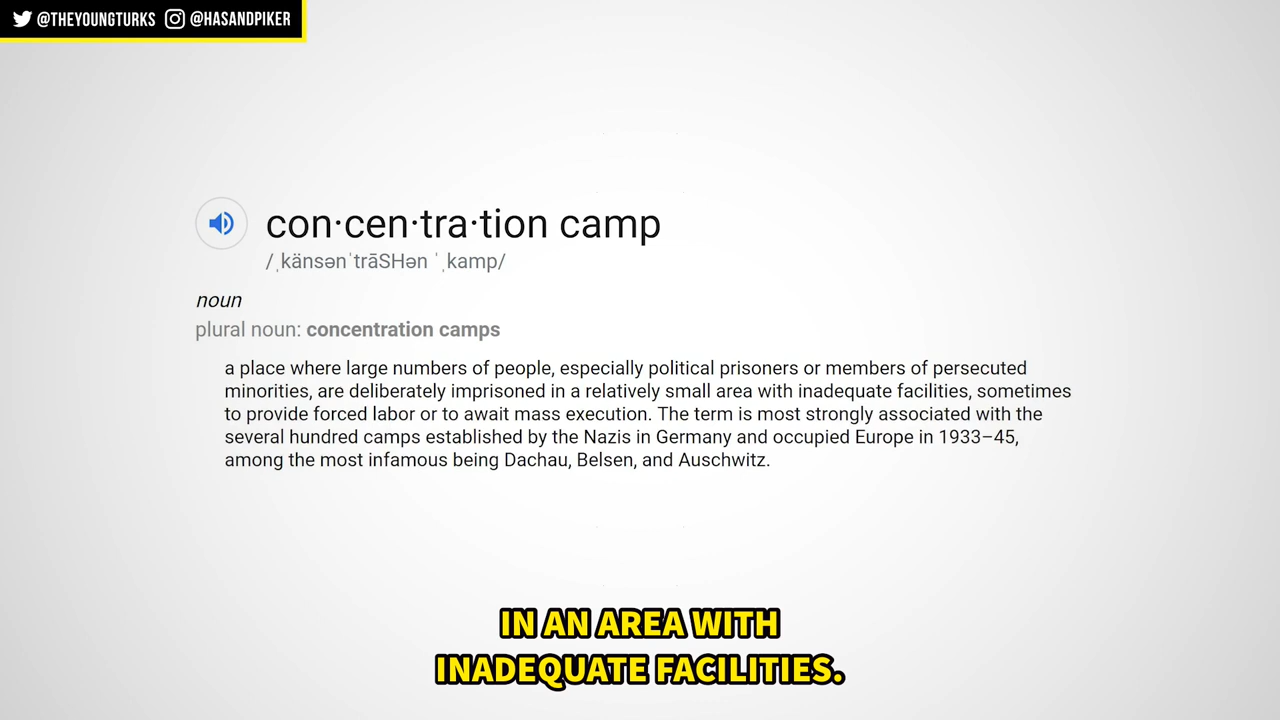 @THEYOUNGTURKS @HASANDPIKER
con·cen·tra·tion camp
/ˌkänsənˈtrāSHən ˈˌkamp/
noun
plural noun: concentration camps
a place where large numbers of people, especially political prisoners or members of persecuted
minorities, are deliberately imprisoned in a relatively small area with inadequate facilities, sometimes
to provide forced labor or to await mass execution. The term is most strongly associated with the
several hundred camps established by the Nazis in Germany and occupied Europe in 1933–45,
among the most infamous being Dachau, Belsen, and Auschwitz.
IN AN AREA WITH
INADEQUATE FACILITIES.